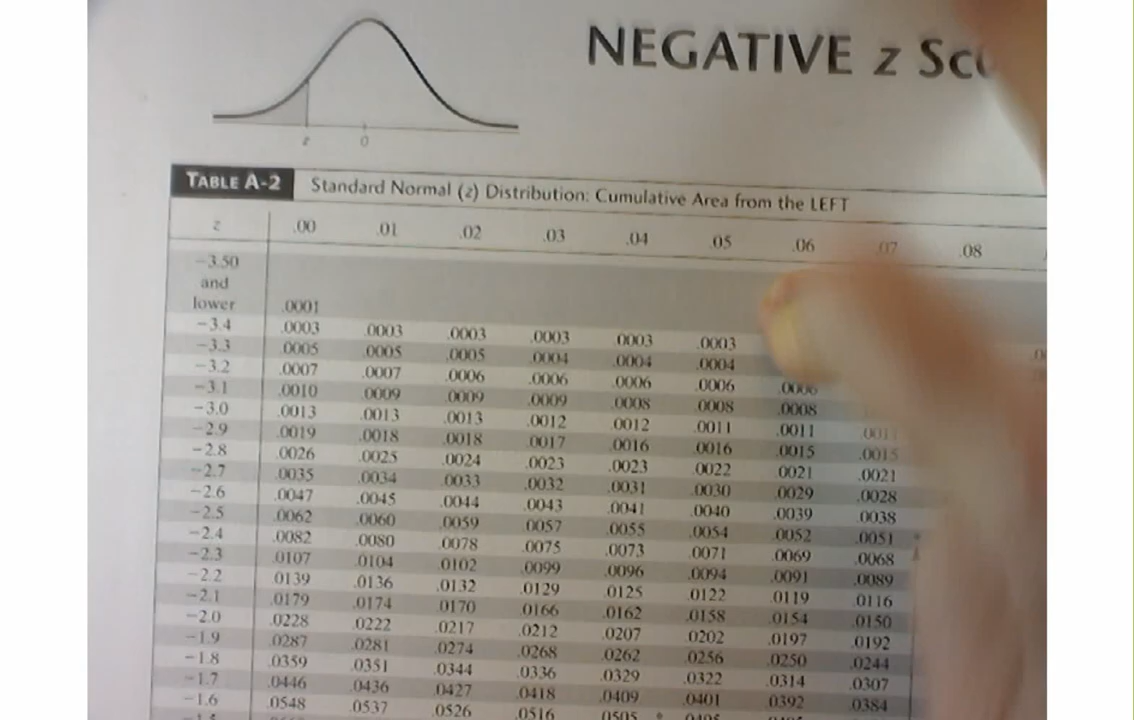 NEGATIVE z
z 0
TABLE A-2 Standard Normal (z) Distribution: Cumulative Area from the LEFT
z .00 .01 .02 .03 .04 .05 .06 .07 .08
−3.50
and
lower .0001
−3.4 .0003 .0003 .0003 .0003 .0003 .0003
−3.3 .0005 .0005 .0005 .0004 .0004 .0004
−3.2 .0007 .0007 .0006 .0006 .0006 .0006 .0006
−3.1 .0010 .0009 .0009 .0009 .0008 .0008 .0008
−3.0 .0013 .0013 .0013 .0012 .0012 .0011 .0011 .0011
−2.9 .0019 .0018 .0018 .0017 .0016 .0016 .0015 .0015
−2.8 .0026 .0025 .0024 .0023 .0023 .0022 .0021 .0021
−2.7 .0035 .0034 .0033 .0032 .0031 .0030 .0029 .0028
−2.6 .0047 .0045 .0044 .0043 .0041 .0040 .0039 .0038
−2.5 .0062 .0060 .0059 .0057 .0055 .0054 .0052 .0051 *
−2.4 .0082 .0080 .0078 .0075 .0073 .0071 .0069 .0068
−2.3 .0107 .0104 .0102 .0099 .0096 .0094 .0091 .0089
−2.2 .0139 .0136 .0132 .0129 .0125 .0122 .0119 .0116
−2.1 .0179 .0174 .0170 .0166 .0162 .0158 .0154 .0150
−2.0 .0228 .0222 .0217 .0212 .0207 .0202 .0197 .0192
−1.9 .0287 .0281 .0274 .0268 .0262 .0256 .0250 .0244
−1.8 .0359 .0351 .0344 .0336 .0329 .0322 .0314 .0307
−1.7 .0446 .0436 .0427 .0418 .0409 .0401 .0392 .0384
−1.6 .0548 .0537 .0526 .0516 .0505 *